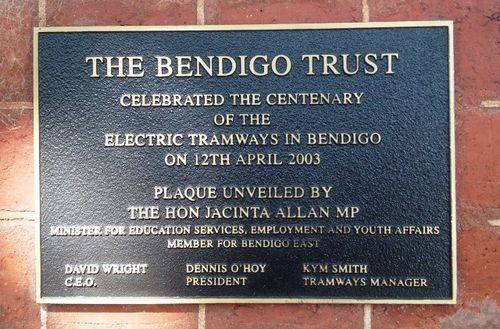 THE BENDIGO TRUST
CELEBRATED THE CENTENARY
OF THE
ELECTRIC TRAMWAYS IN BENDIGO
ON 12TH APRIL 2003
PLAQUE UNVEILED BY
THE HON JACINTA ALLAN MP
MINISTER FOR EDUCATION SERVICES, EMPLOYMENT AND YOUTH AFFAIRS
MEMBER FOR BENDIGO EAST
DAVID WRIGHT DENNIS O'HOY KYM SMITH
C.E.O. PRESIDENT TRAMWAYS MANAGER